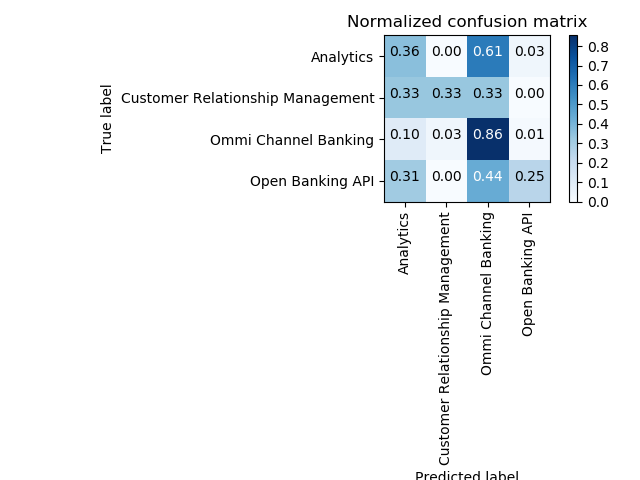 Normalized confusion matrix
True label
Analytics 0.36 0.00 0.61 0.03
Customer Relationship Management 0.33 0.33 0.33 0.00
Ommi Channel Banking 0.10 0.03 0.86 0.01
Open Banking API 0.31 0.00 0.44 0.25
Analytics
Customer Relationship Management
Ommi Channel Banking
Open Banking API
Predicted label
0.8
0.7
0.6
0.5
0.4
0.3
0.2
0.1
0.0